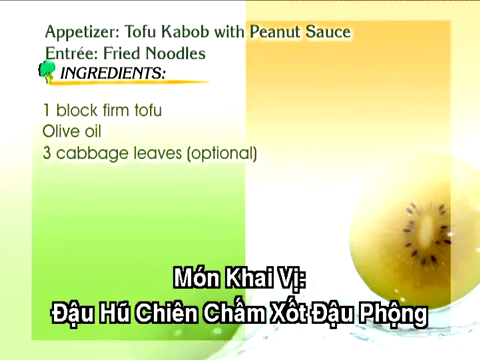 Appetizer: Tofu Kabob with Peanut Sauce
Entrée: Fried Noodles
INGREDIENTS:
1 block firm tofu
Olive oil
3 cabbage leaves (optional)
Món Khai Vị:
Đậu Hũ Chiên Chấm Xốt Đậu Phộng